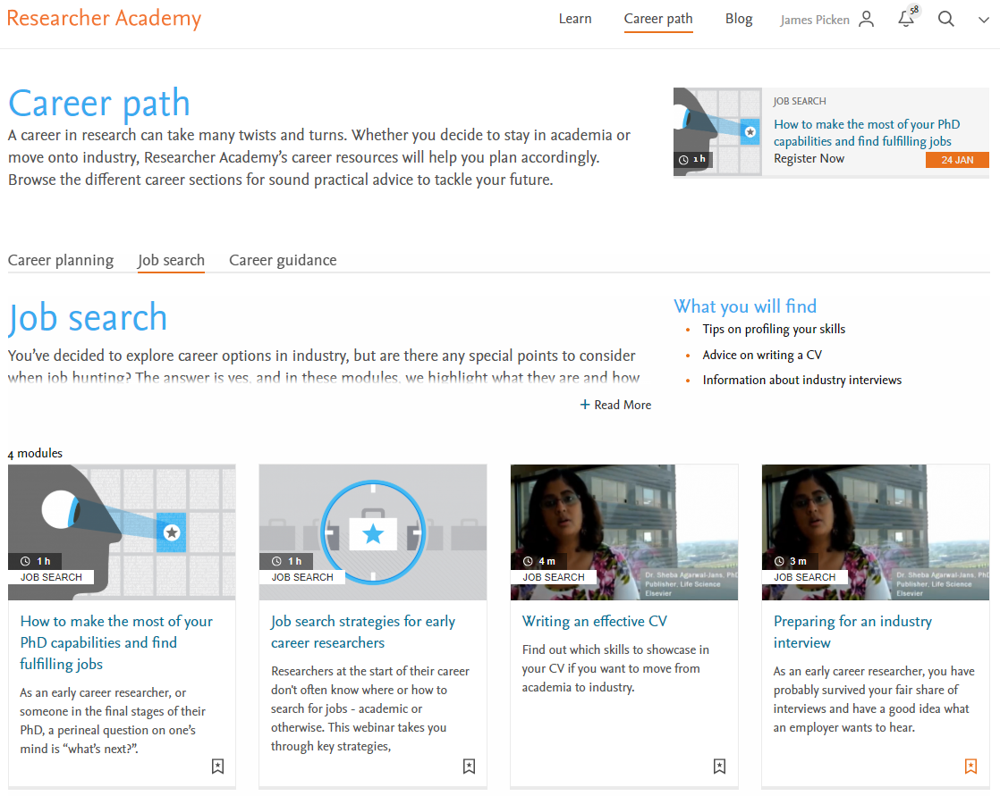 Researcher Academy
Learn Career path Blog James Picken 58
Career path
A career in research can take many twists and turns. Whether you decide to stay in academia or
move onto industry, Researcher Academy's career resources will help you plan accordingly.
Browse the different career sections for sound practical advice to tackle your future.
JOB SEARCH
How to make the most of your PhD
capabilities and find fulfilling jobs
Register Now
1 h
24 JAN
Career planning Job search Career guidance
Job search
You've decided to explore career options in industry, but are there any special points to consider
when job hunting? The answer is yes, and in these modules, we highlight what they are and how
+ Read More
What you will find
• Tips on profiling your skills
• Advice on writing a CV
• Information about industry interviews
4 modules
1 h
JOB SEARCH
How to make the most of your
PhD capabilities and find
fulfilling jobs
As an early career researcher, or
someone in the final stages of their
PhD, a perineal question on one's
mind is “what's next?”.
1 h
JOB SEARCH
Job search strategies for early
career researchers
Researchers at the start of their career
don't often know where or how to
search for jobs - academic or
otherwise. This webinar takes you
through key strategies,
4 m
JOB SEARCH
Dr. Sheba Agarwal-Jans, PhD
Publisher, Life Science
Elsevier
Writing an effective CV
Find out which skills to showcase in
your CV if you want to move from
academia to industry.
3 m
JOB SEARCH
Dr. Sheba Agarwal-Jans, PhD
Publisher, Life Science
Elsevier
Preparing for an industry
interview
As an early career researcher, you have
probably survived your fair share of
interviews and have a good idea what
an employer wants to hear.